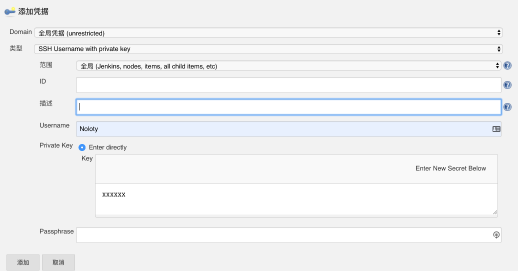 添加凭据
Domain 全局凭据 (unrestricted)
类型 SSH Username with private key
范围 全局 (Jenkins, nodes, items, all child items, etc)
ID
描述
Username Noloty
Private Key Enter directly
Key
Enter New Secret Below
xxxxxx
Passphrase
添加 取消